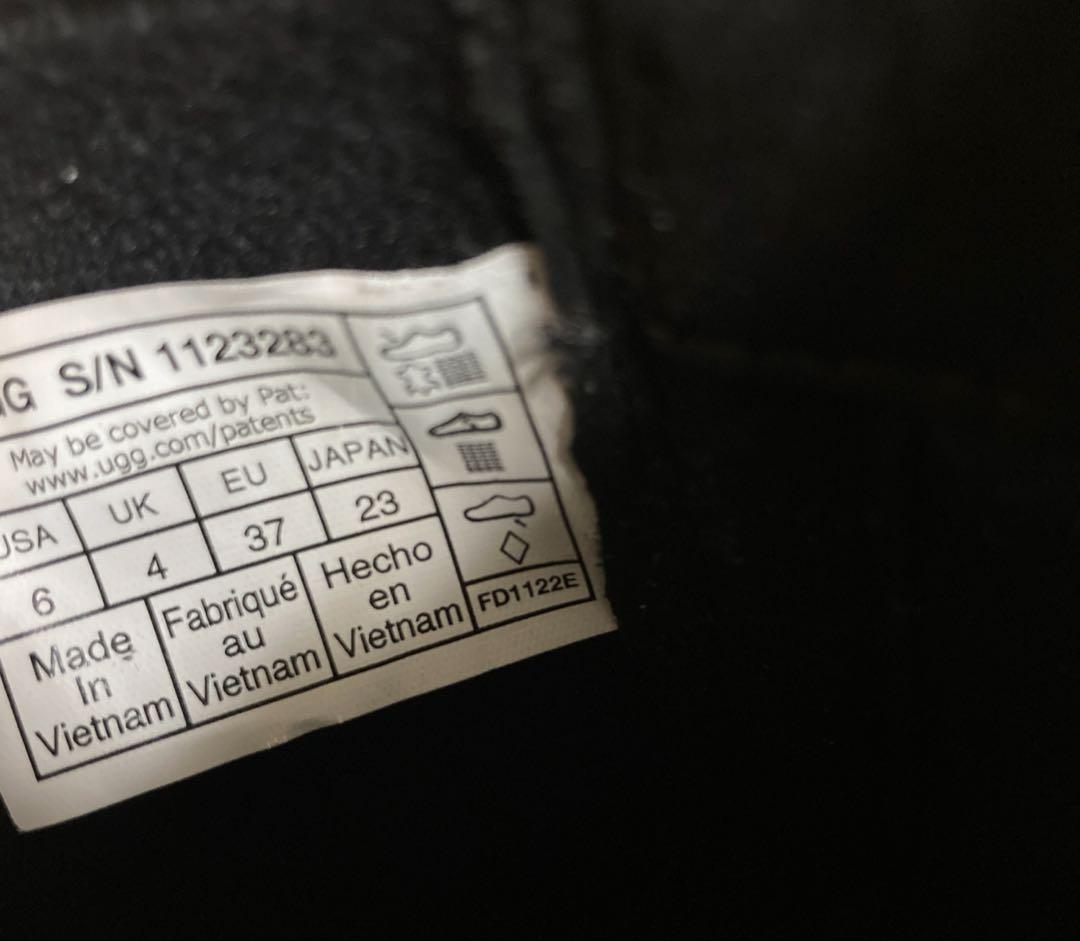 GG S/N 1123283
May be covered by Pat:
www.ugg.com/patents
USA UK EU JAPAN
6 4 37 23
Made In Vietnam
Fabriqué au Vietnam
Hecho en Vietnam
FD1122E